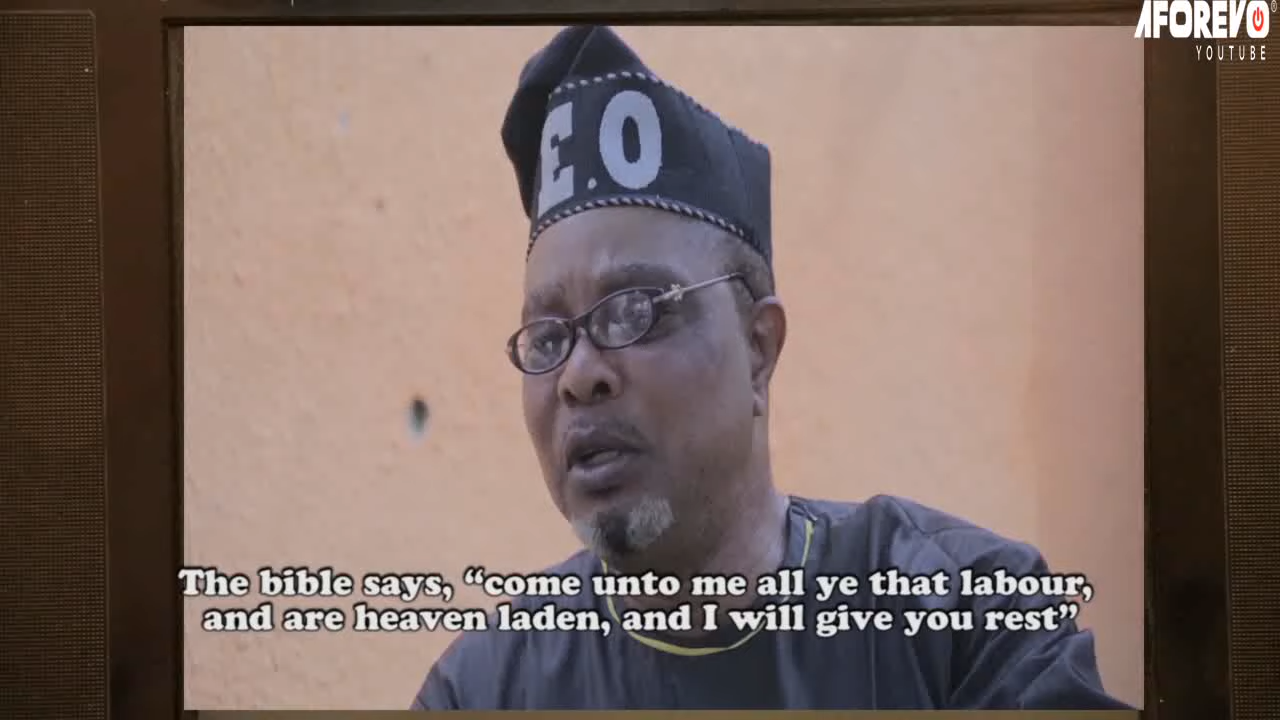 AFOREVO
YOUTUBE
E.O
The bible says, “come unto me all ye that labour,
and are heaven laden, and I will give you rest”